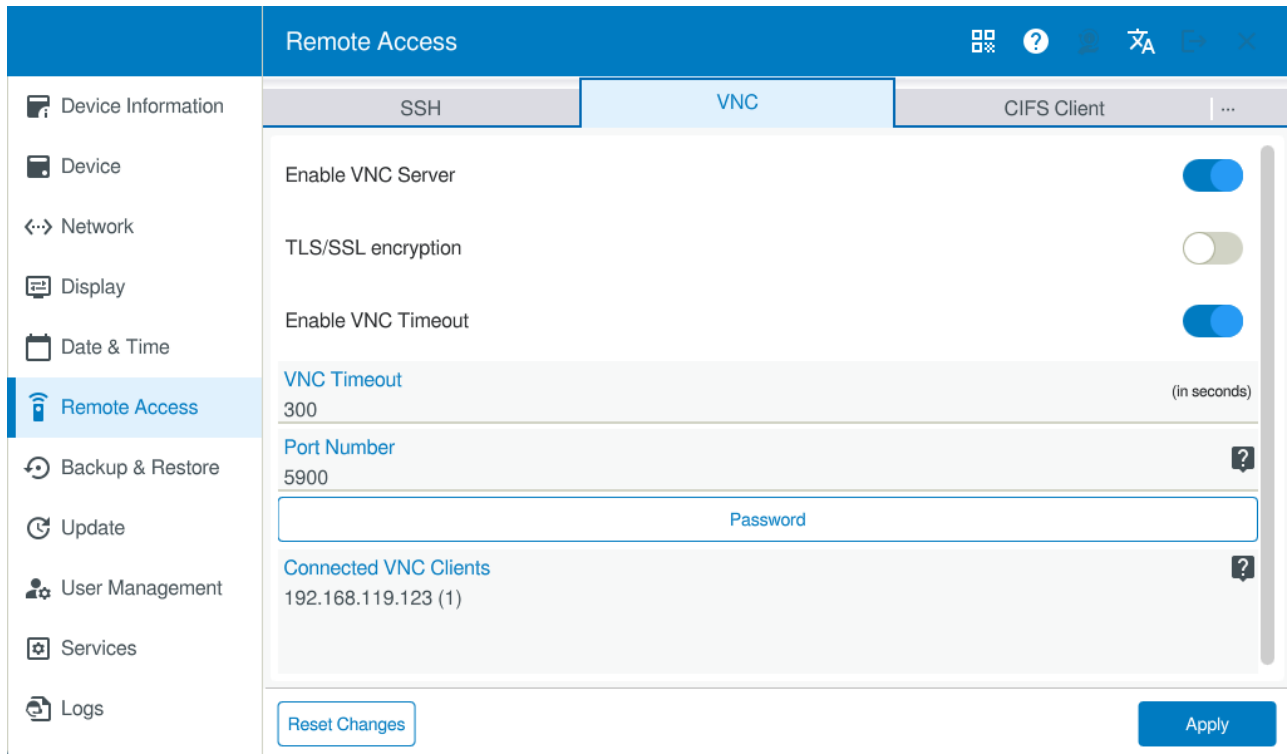 Remote Access
Device Information
Device
Network
Display
Date & Time
Remote Access
Backup & Restore
Update
User Management
Services
Logs
SSH
VNC
CIFS Client
...
Enable VNC Server
TLS/SSL encryption
Enable VNC Timeout
VNC Timeout
300
(in seconds)
Port Number
5900
Password
Connected VNC Clients
192.168.119.123 (1)
Reset Changes
Apply